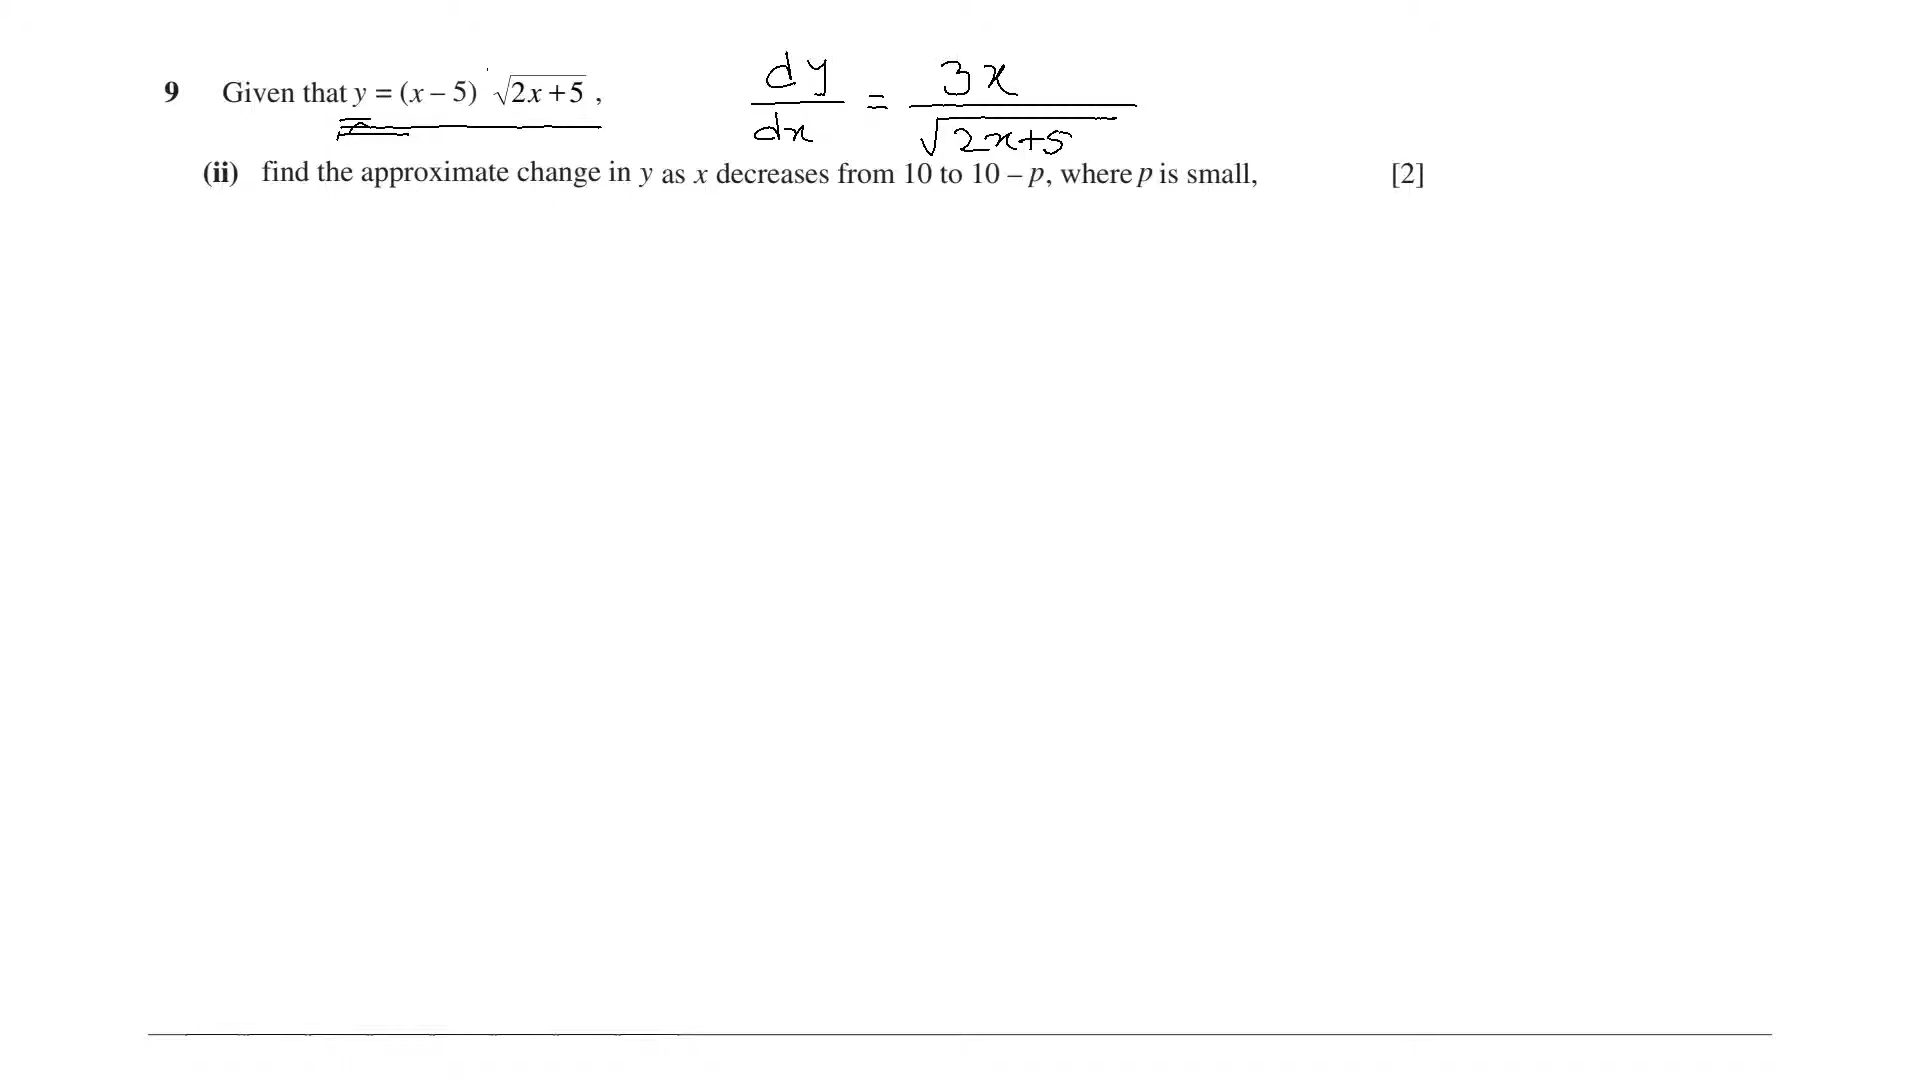 9 Given that y = (x – 5) √2x+5 ,
dy/dx = 3x/√2x+5
(ii) find the approximate change in y as x decreases from 10 to 10 – p, where p is small, [2]